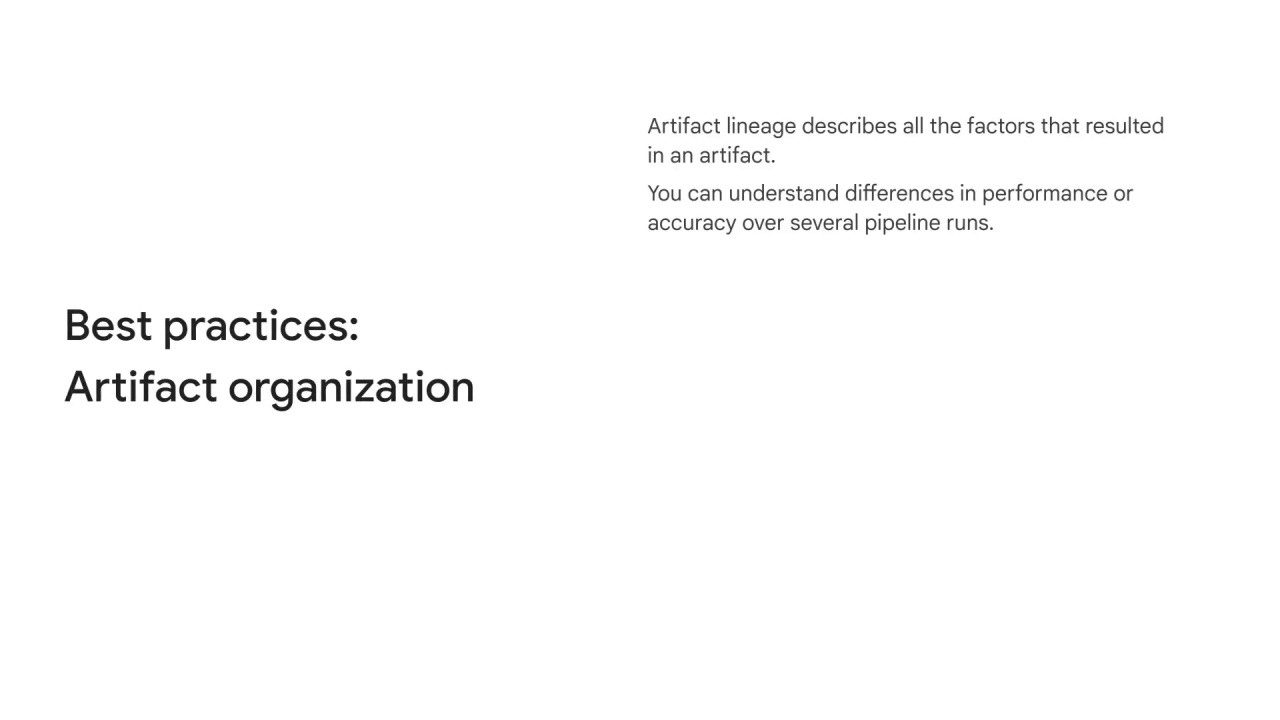 Best practices:
Artifact organization
Artifact lineage describes all the factors that resulted
in an artifact.
You can understand differences in performance or
accuracy over several pipeline runs.